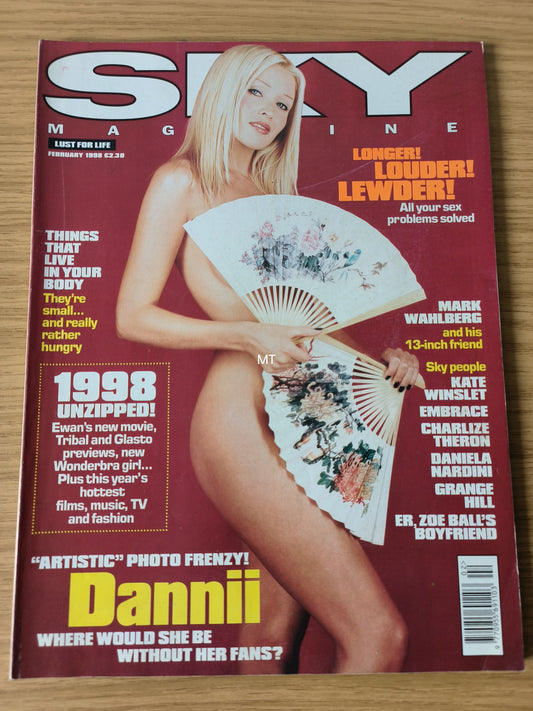 SKY
MAGAZINE
LUST FOR LIFE
FEBRUARY 1998 £2.30
LONGER!
LOUDER!
LEWDER!
All your sex
problems solved
THINGS
THAT
LIVE
IN YOUR
BODY
They're
small...
and really
rather
hungry
MARK
WAHLBERG
and his
13-inch friend
Sky people
KATE
WINSLET
EMBRACE
CHARLIZE
THERON
DANIELA
NARDINI
GRANGE
HILL
ER, ZOE BALL'S
BOYFRIEND
MT
1998
UNZIPPED!
Ewan's new movie,
Tribal and Glasto
previews, new
Wonderbra girl...
Plus this year's
hottest
films, music, TV
and fashion
"ARTISTIC" PHOTO FRENZY!
Dannii
WHERE WOULD SHE BE
WITHOUT HER FANS?
02>
9 770955 691103